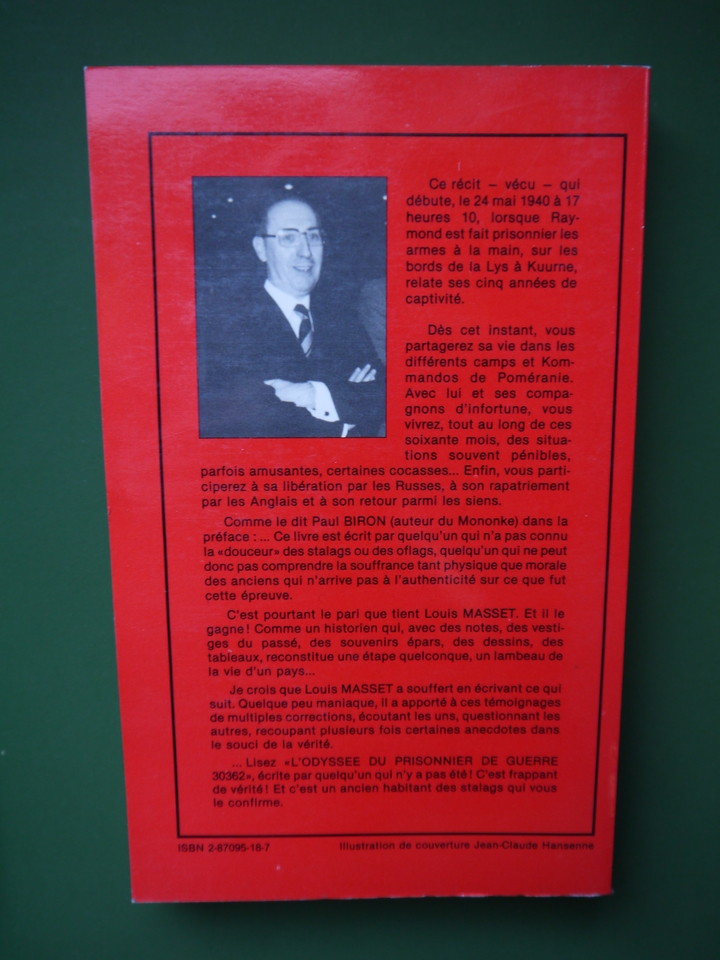 Ce récit – vécu – qui
débute, le 24 mai 1940 à 17
heures 10, lorsque Ray-
mond est fait prisonnier les
armes à la main, sur les
bords de la Lys à Kuurne,
relate ses cinq années de
captivité.
Dès cet instant, vous
partagerez sa vie dans les
différents camps et Kom-
mandos de Poméranie.
Avec lui et ses compa-
gnons d'infortune, vous
vivrez, tout au long de ces
soixante mois, des situa-
tions souvent pénibles,
parfois amusantes, certaines cocasses... Enfin, vous parti-
ciperez à sa libération par les Russes, à son rapatriement
par les Anglais et à son retour parmi les siens.
Comme le dit Paul BIRON (auteur du Mononke) dans la
préface : ... Ce livre est écrit par quelqu'un qui n'a pas connu
la «douceur» des stalags ou des oflags, quelqu'un qui ne peut
donc pas comprendre la souffrance tant physique que morale
des anciens qui n'arrive pas à l'authenticité sur ce que fut
cette épreuve.
C'est pourtant le pari que tient Louis MASSET. Et il le
gagne! Comme un historien qui, avec des notes, des vesti-
ges du passé, des souvenirs épars, des dessins, des
tableaux, reconstitue une étape quelconque, un lambeau de
la vie d'un pays...
Je crois que Louis MASSET a souffert en écrivant ce qui
suit. Quelque peu maniaque, il a apporté à ces témoignages
de multiples corrections, écoutant les uns, questionnant les
autres, recoupant plusieurs fois certaines anecdotes dans
le souci de la vérité.
... Lisez «L'ODYSSEE DU PRISONNIER DE GUERRE
30362», écrite par quelqu'un qui n'y a pas été! C'est frappant
de vérité! Et c'est un ancien habitant des stalags qui vous
le confirme.
ISBN 2-87095-18-7
Illustration de couverture Jean-Claude Hansenne